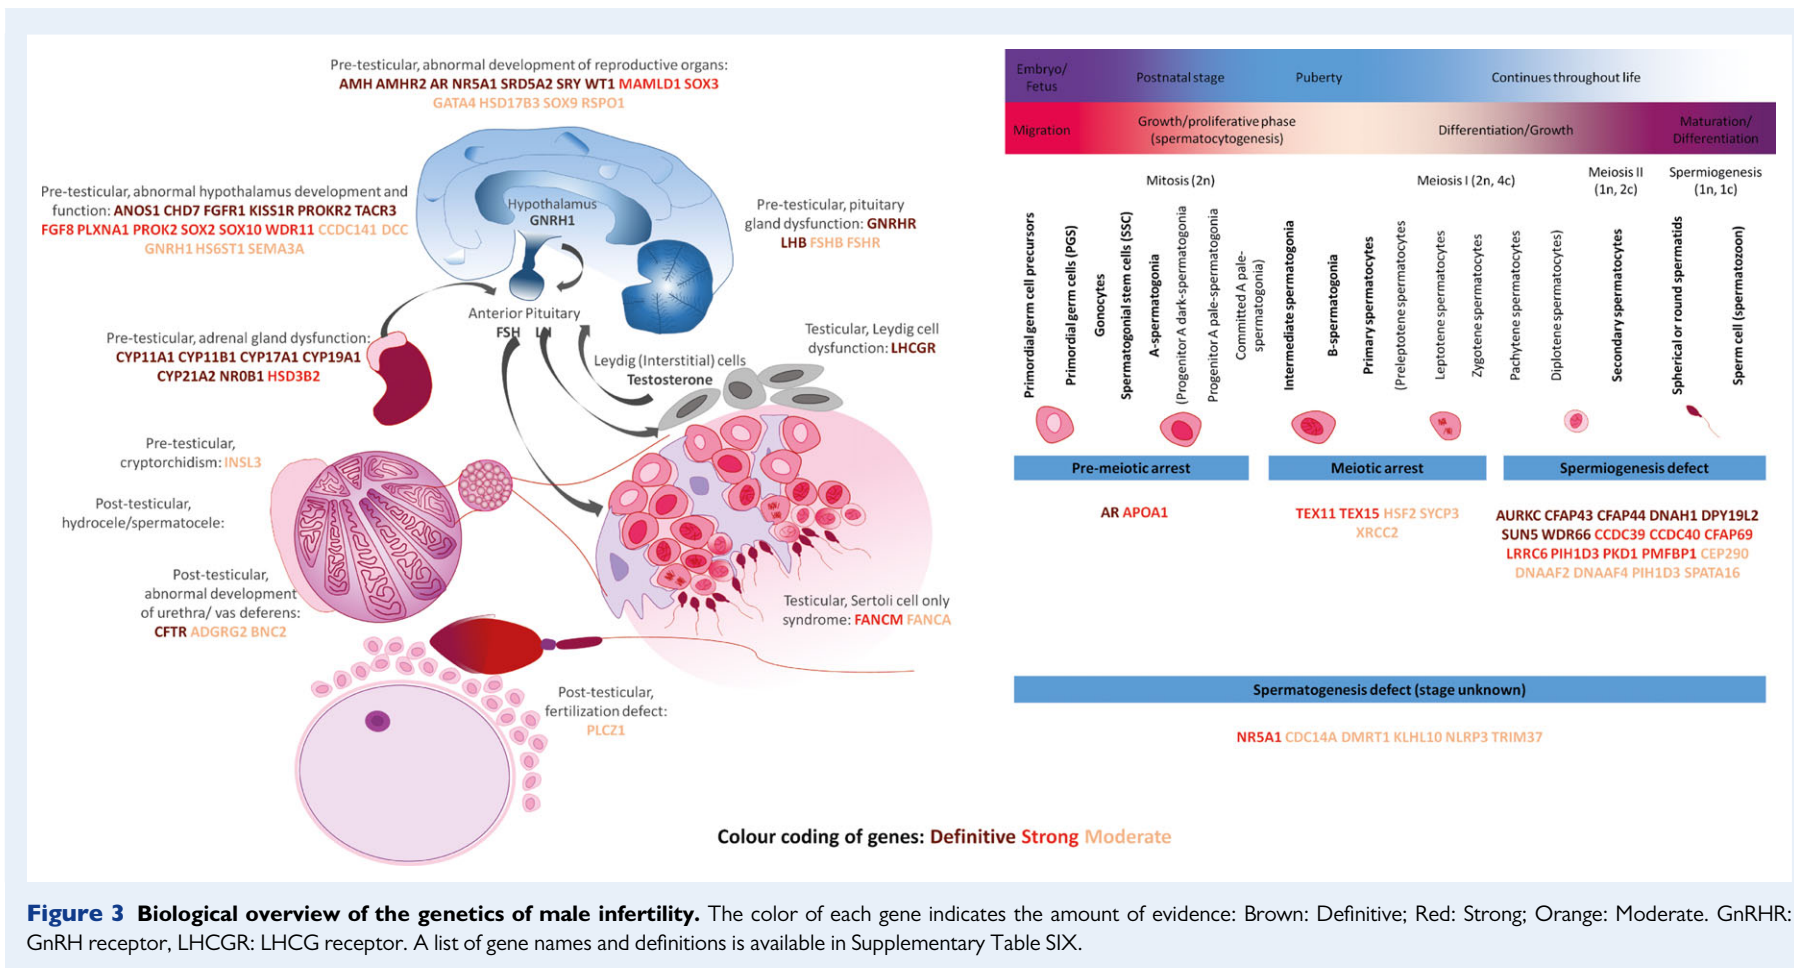 Pre-testicular, abnormal development of reproductive organs:
AMH AMHR2 AR NR5A1 SRD5A2 SRY WT1 MAMLD1 SOX3
GATA4 HSD17B3 SOX9 RSPO1
Pre-testicular, abnormal hypothalamus development and
function: ANOS1 CHD7 FGFR1 KISS1R PROKR2 TACR3
FGF8 PLXNA1 PROK2 SOX2 SOX10 WDR11 CCDC141 DCC
GNRH1 HS6ST1 SEMA3A
Hypothalamus
GNRH1
Pre-testicular, pituitary
gland dysfunction: GNRHR
LHB FSHB FSHR
Anterior Pituitary
FSH LH
Pre-testicular, adrenal gland dysfunction:
CYP11A1 CYP11B1 CYP17A1 CYP19A1
CYP21A2 NR0B1 HSD3B2
Testicular, Leydig cell
dysfunction: LHCGR
Leydig (Interstitial) cells
Testosterone
Pre-testicular,
cryptorchidism: INSL3
Post-testicular,
hydrocele/spermatocele:
Post-testicular,
abnormal development
of urethra/ vas deferens:
CFTR ADGRG2 BNC2
Testicular, Sertoli cell only
syndrome: FANCM FANCA
Post-testicular,
fertilization defect:
PLCZ1
Embryo/
Fetus
Postnatal stage
Puberty
Continues throughout life
Migration
Growth/proliferative phase
(spermatocytogenesis)
Differentiation/Growth
Maturation/
Differentiation
Mitosis (2n)
Meiosis I (2n, 4c)
Meiosis II
(1n, 2c)
Spermiogenesis
(1n, 1c)
Primordial germ cell precursors
Primordial germ cells (PGS)
Gonocytes
Spermatogonial stem cells (SSC)
A-spermatogonia
(Progenitor A dark-spermatogonia
Progenitor A pale-spermatogonia
Committed A pale-
spermatogonia)
Intermediate spermatogonia
B-spermatogonia
Primary spermatocytes
(Preleptotene spermatocytes
Leptotene spermatocytes
Zygotene spermatocytes
Pachytene spermatocytes
Diplotene spermatocytes)
Secondary spermatocytes
Spherical or round spermatids
Sperm cell (spermatozoon)
Pre-meiotic arrest
Meiotic arrest
Spermiogenesis defect
AR APOA1
TEX11 TEX15 HSF2 SYCP3
XRCC2
AURKC CFAP43 CFAP44 DNAH1 DPY19L2
SUN5 WDR66 CCDC39 CCDC40 CFAP69
LRRC6 PIH1D3 PKD1 PMFBP1 CEP290
DNAAF2 DNAAF4 PIH1D3 SPATA16
Spermatogenesis defect (stage unknown)
NR5A1 CDC14A DMRT1 KLHL10 NLRP3 TRIM37
Colour coding of genes: Definitive Strong Moderate
Figure 3 Biological overview of the genetics of male infertility. The color of each gene indicates the amount of evidence: Brown: Definitive; Red: Strong; Orange: Moderate. GnRHR:
GnRH receptor, LHCGR: LHCG receptor. A list of gene names and definitions is available in Supplementary Table SIX.